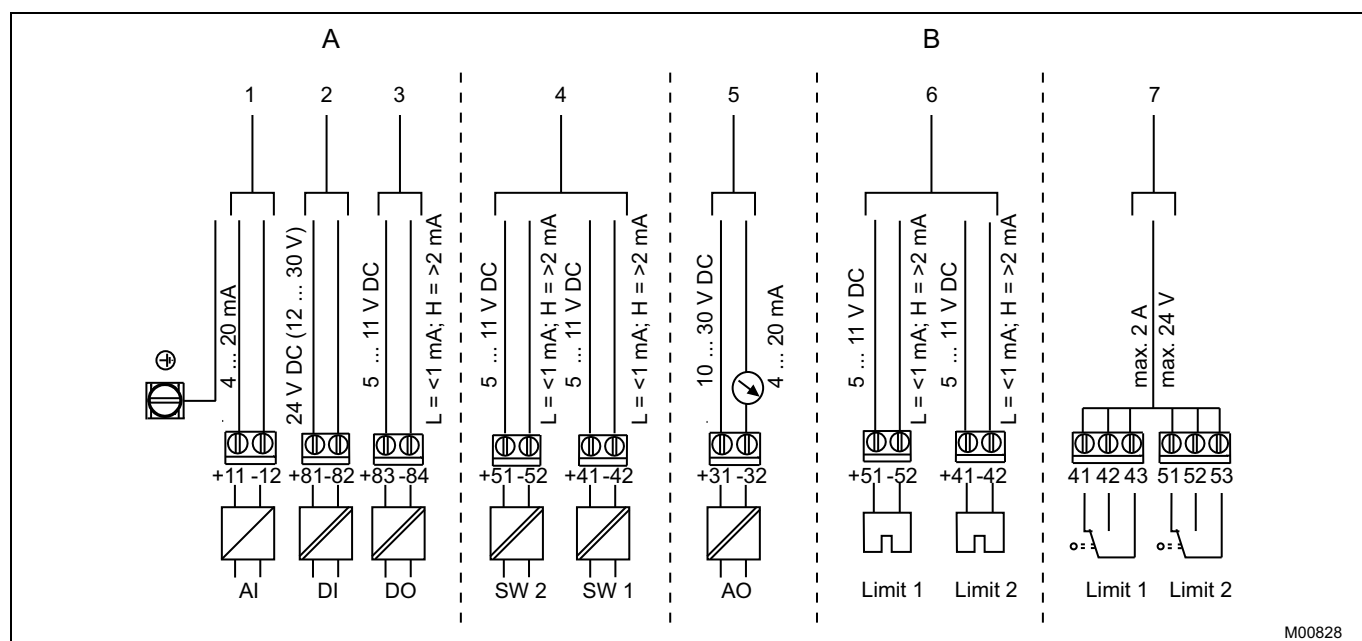 A
B
1
2
3
4
5
6
7
4 ... 20 mA
24 V DC (12 ... 30 V)
5 ... 11 V DC
L = <1 mA; H = >2 mA
5 ... 11 V DC
L = <1 mA; H = >2 mA
5 ... 11 V DC
L = <1 mA; H = >2 mA
10 ... 30 V DC
4 ... 20 mA
5 ... 11 V DC
L = <1 mA; H = >2 mA
5 ... 11 V DC
L = <1 mA; H = >2 mA
max. 2 A
max. 24 V
+11 -12
+81 -82
+83 -84
+51 -52
+41 -42
+31 -32
+51 -52
+41 -42
41 42 43
51 52 53
AI
DI
DO
SW 2
SW 1
AO
Limit 1
Limit 2
Limit 1
Limit 2
M00828